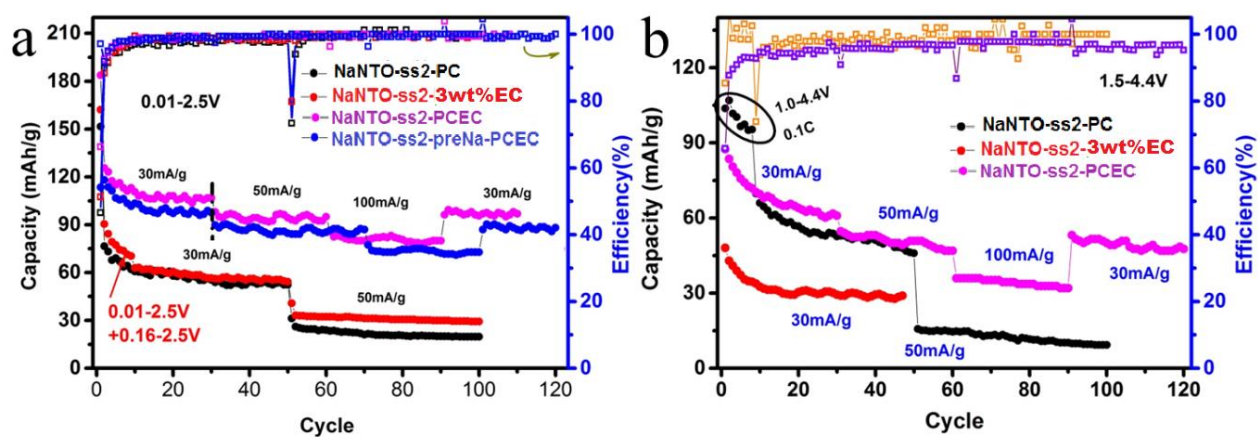 a
Capacity (mAh/g)
210
180
150
120
90
60
30
0
0.01-2.5V
NaNTO-ss2-PC
NaNTO-ss2-3wt%EC
NaNTO-ss2-PCEC
NaNTO-ss2-preNa-PCEC
30mA/g
50mA/g
100mA/g
30mA/g
30mA/g
50mA/g
0.01-2.5V
+0.16-2.5V
0 20 40 60 80 100 120
Cycle
100
80
60
40
20
0
Efficiency(%)
b
Capacity (mAh/g)
120
90
60
30
0
1.5-4.4V
1.0-4.4V
0.1C
NaNTO-ss2-PC
NaNTO-ss2-3wt%EC
NaNTO-ss2-PCEC
30mA/g
50mA/g
100mA/g
30mA/g
30mA/g
50mA/g
0 20 40 60 80 100 120
Cycle
100
80
60
40
20
0
Efficiency(%)